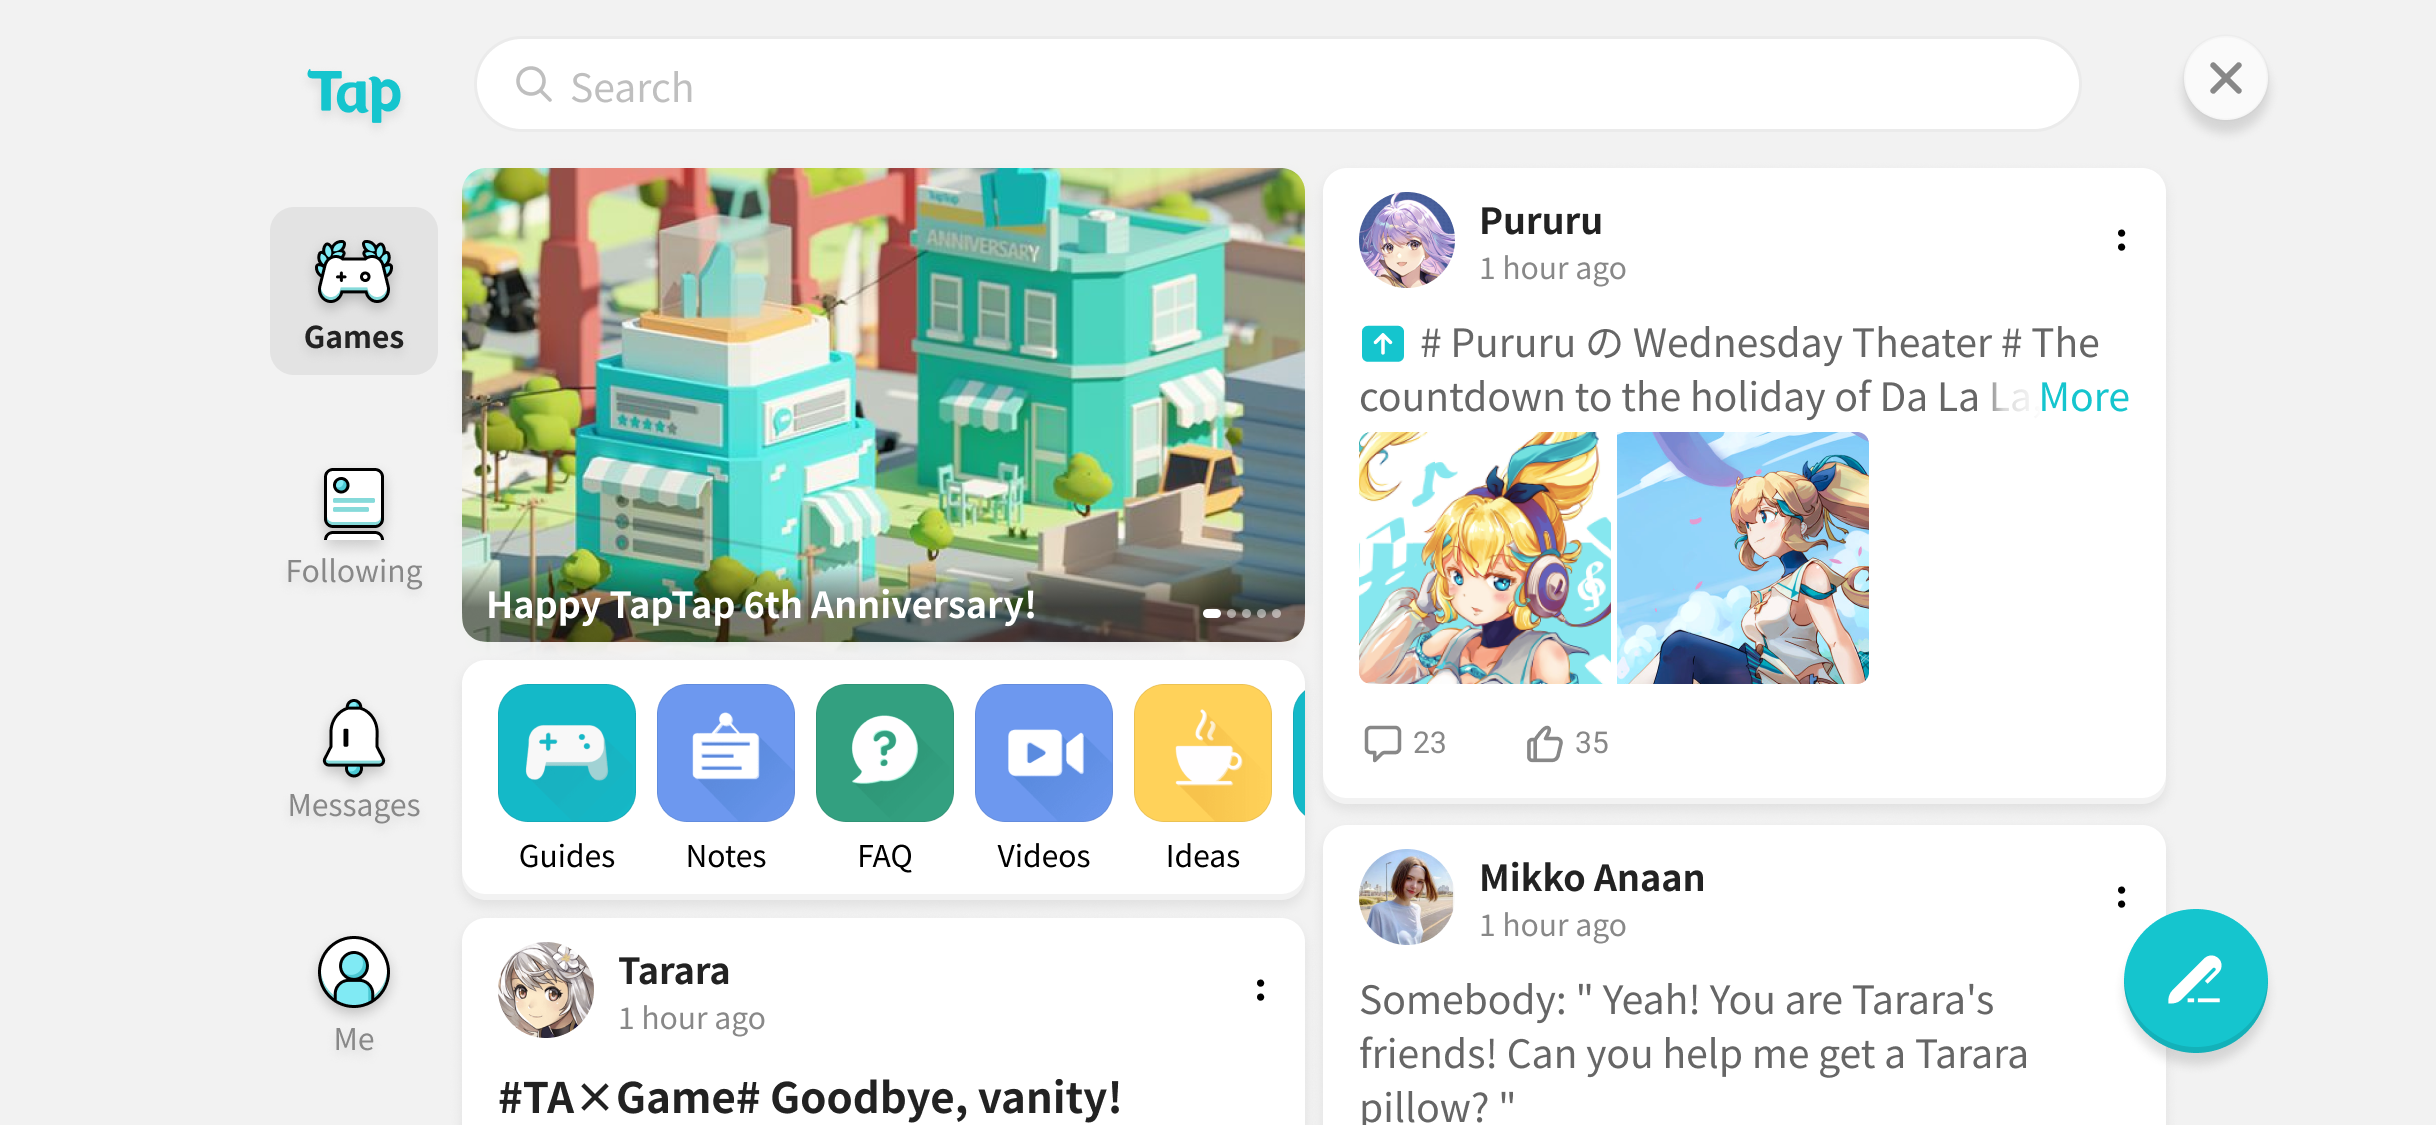 Tap
Search
Games
Following
Messages
Me
TapTap
ANNIVERSARY
Happy TapTap 6th Anniversary!
Guides
Notes
FAQ
Videos
Ideas
Tarara
1 hour ago
#TA×Game# Goodbye, vanity!
Pururu
1 hour ago
# Pururu の Wednesday Theater # The
countdown to the holiday of Da La La More
23
35
Mikko Anaan
1 hour ago
Somebody: " Yeah! You are Tarara's
friends! Can you help me get a Tarara
pillow? "